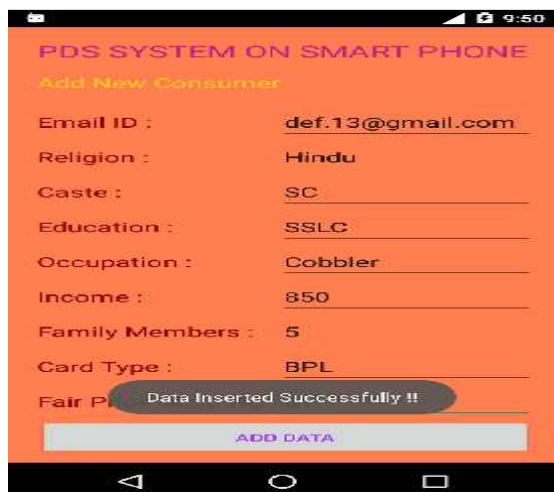 9:50
PDS SYSTEM ON SMART PHONE
Add New Consumer
Email ID : def.13@gmail.com
Religion : Hindu
Caste : SC
Education : SSLC
Occupation : Cobbler
Income : 850
Family Members : 5
Card Type : BPL
Data Inserted Successfully !!
Fair
ADD DATA